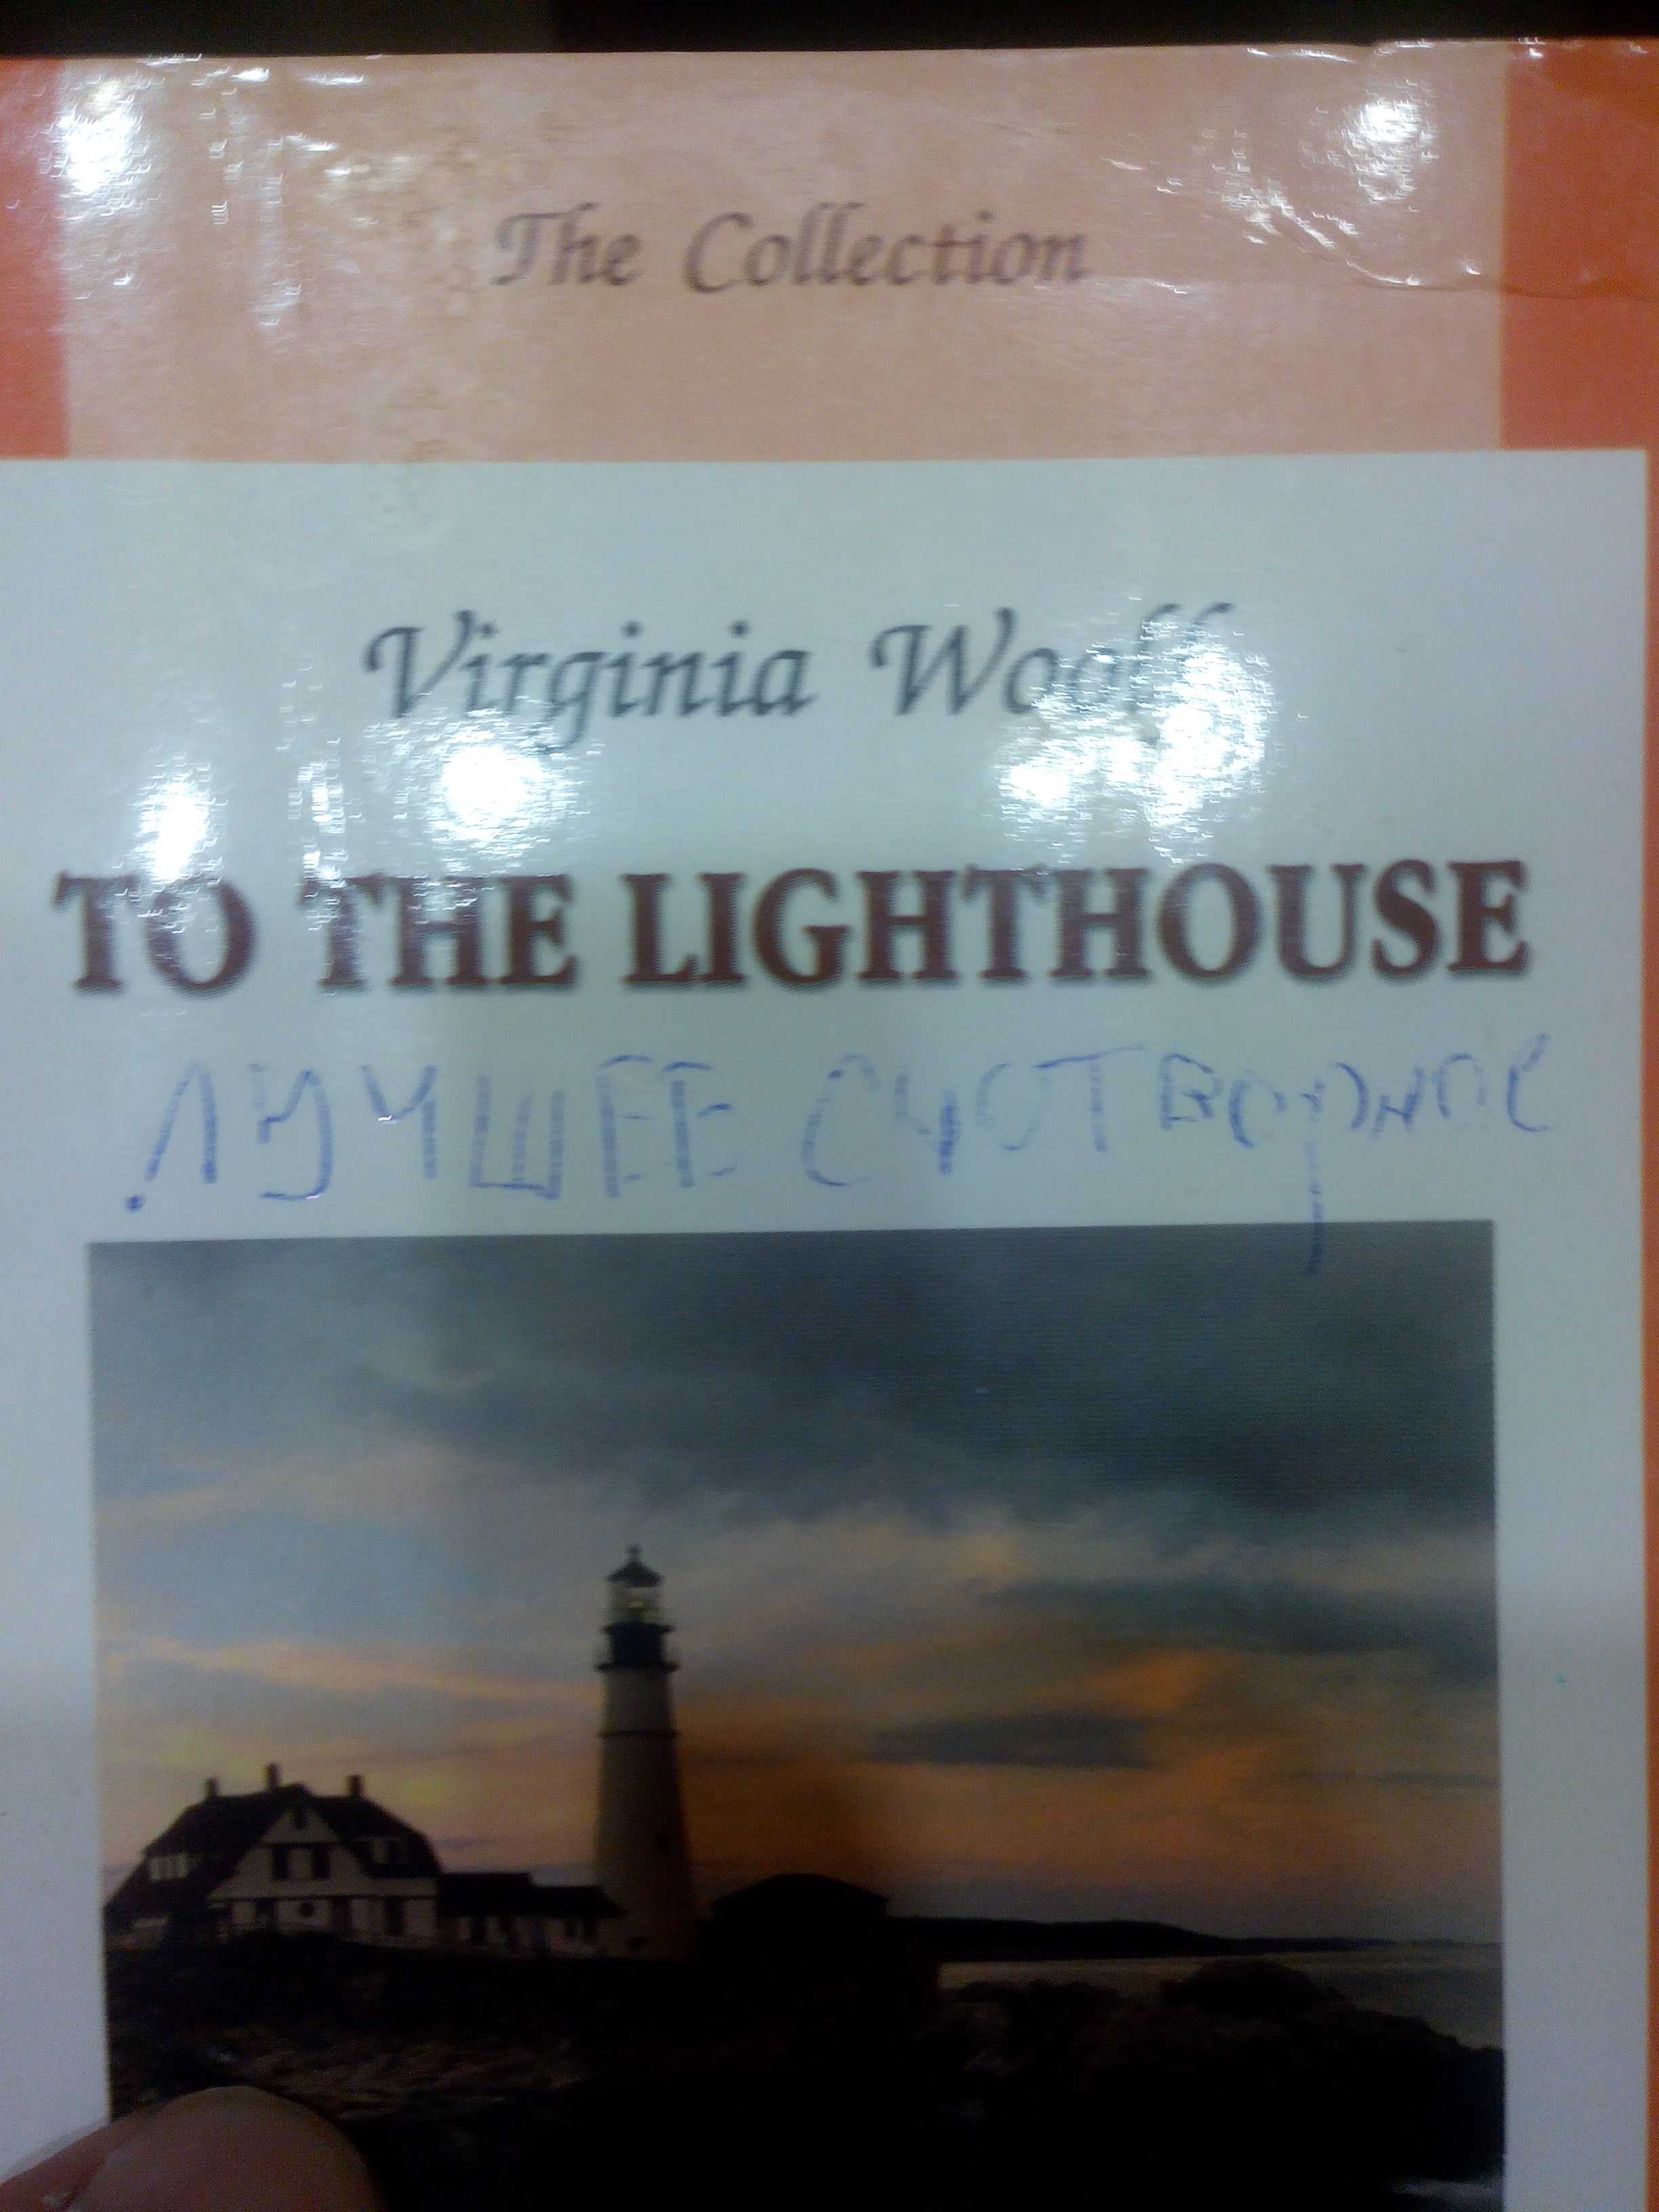 The Collection
Virginia Woolf
TO THE LIGHTHOUSE
ЛУЧШЕЕ СНОТВОРНОЕ